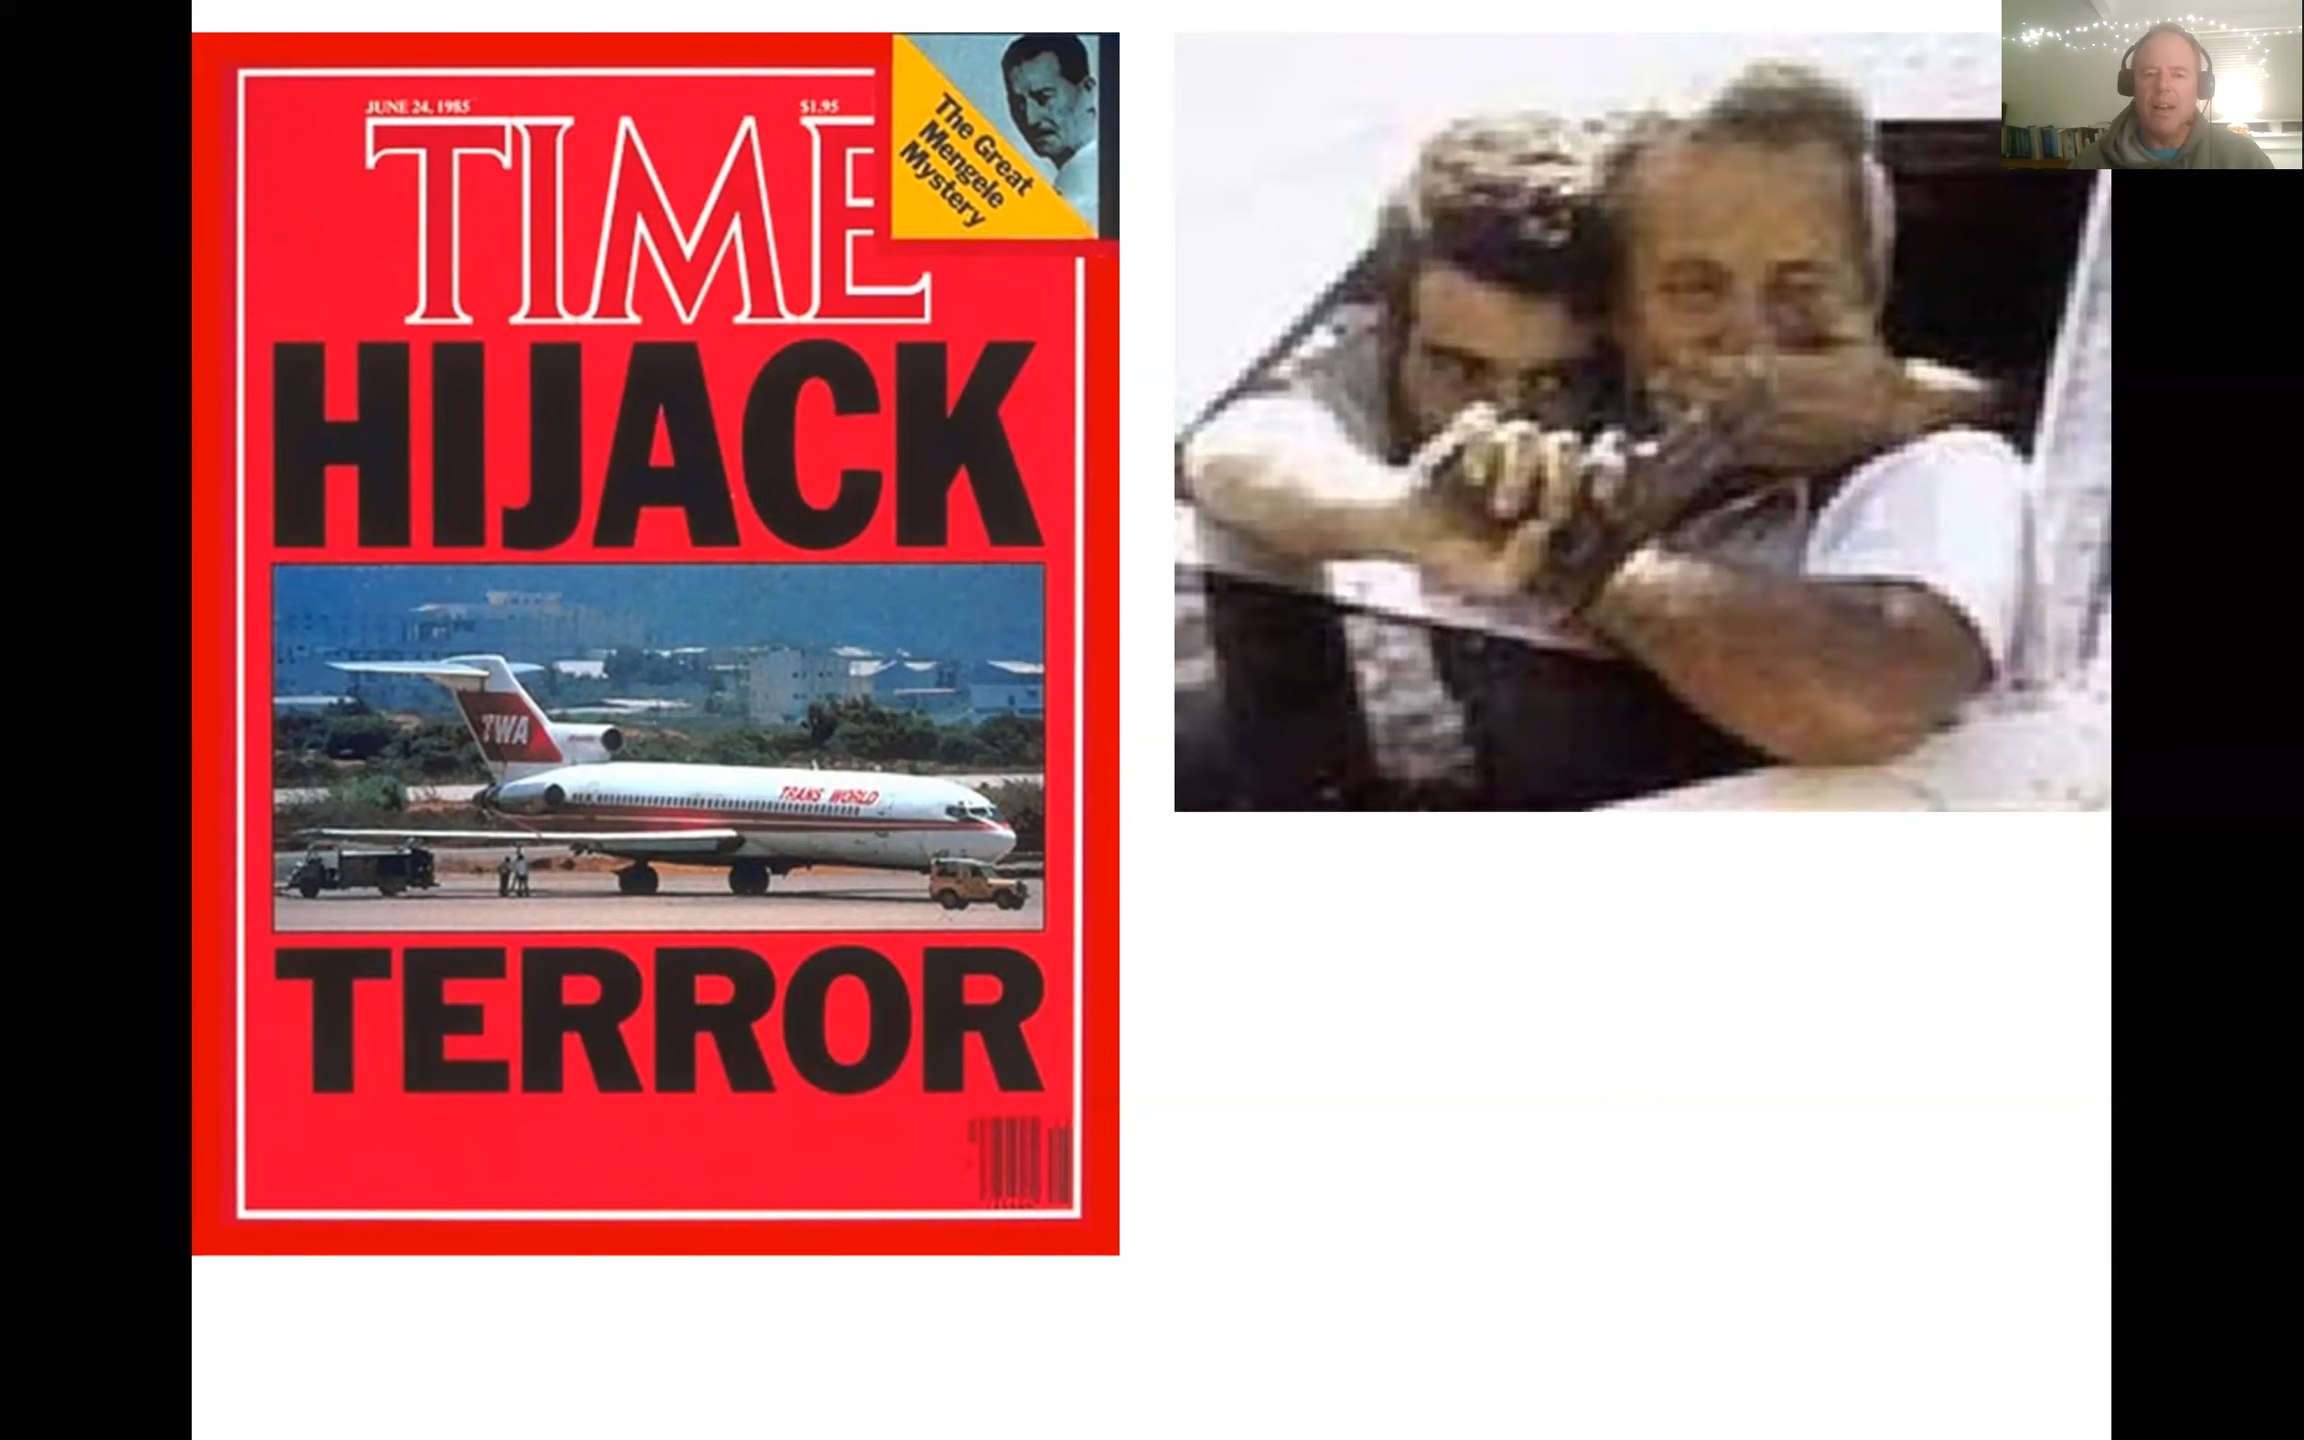 JUNE 24, 1985
$1.95
TIME
The Great
Mengele
Mystery
HIJACK
TWA
TRANS WORLD
TERROR